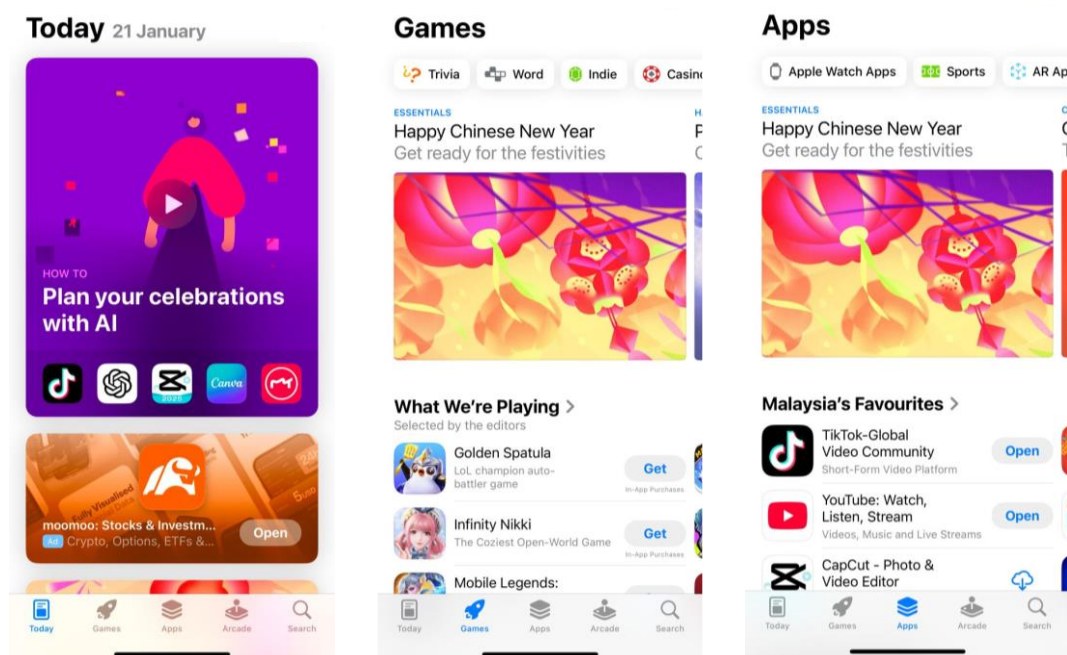 Today 21 January
HOW TO
Plan your celebrations
with AI
2025
Canva
Fully Visualised
moomoo: Stocks & Investm...
Ad Crypto, Options, ETFs &...
Open
Today
Games
Apps
Arcade
Search
Games
Trivia
Word
Indie
ESSENTIALS
Happy Chinese New Year
Get ready for the festivities
What We're Playing >
Selected by the editors
Golden Spatula
LoL champion auto-
battler game
Get
In-App Purchases
Infinity Nikki
The Coziest Open-World Game
Get
In-App Purchases
Mobile Legends:
Today
Games
Apps
Arcade
Search
Apps
Apple Watch Apps
Sports
AR Ap
ESSENTIALS
Happy Chinese New Year
Get ready for the festivities
Malaysia's Favourites >
TikTok-Global
Video Community
Short-Form Video Platform
Open
YouTube: Watch,
Listen, Stream
Videos, Music and Live Streams
Open
CapCut - Photo &
Video Editor
Today
Games
Apps
Arcade
Search